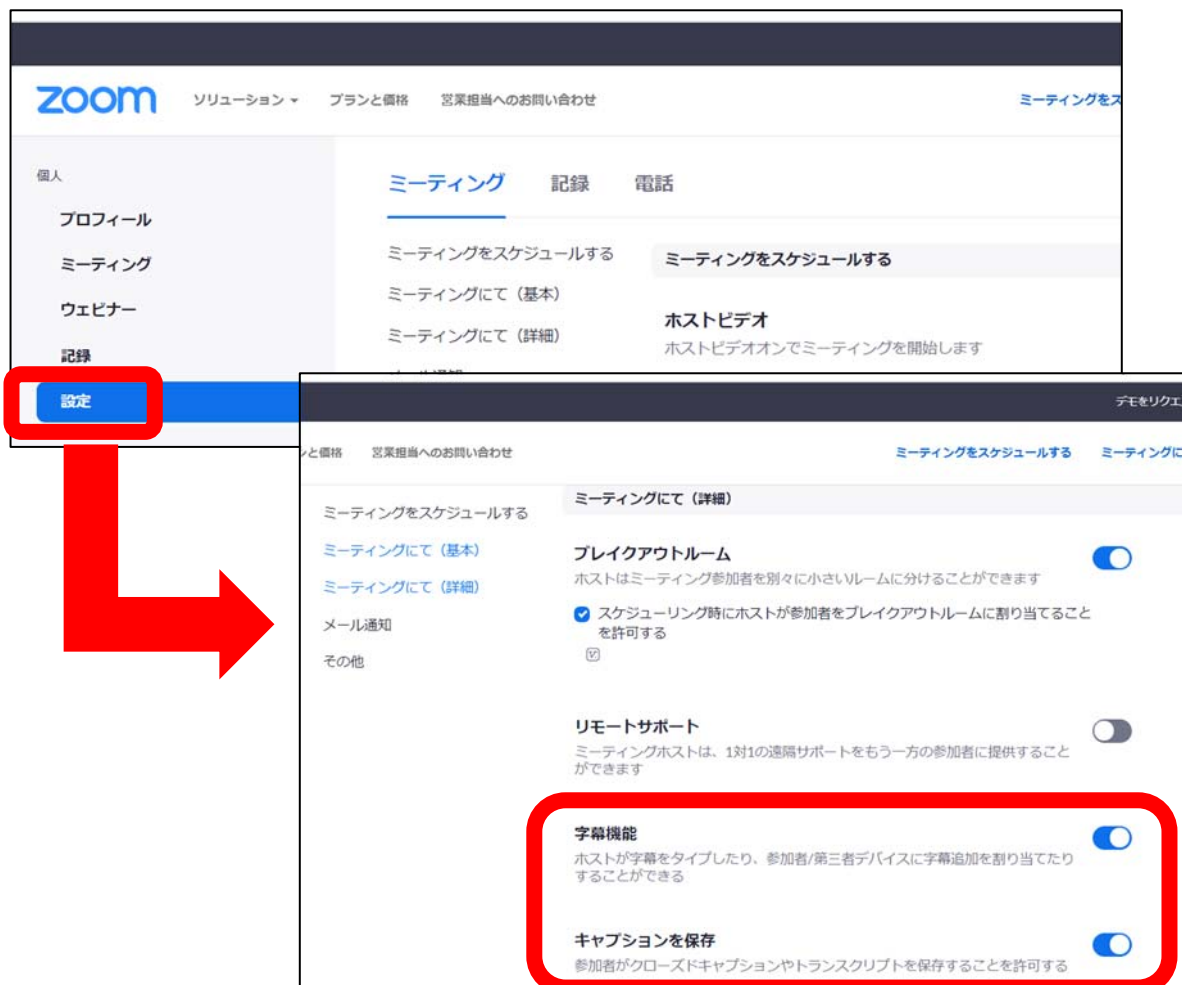 zoom ソリューション プランと価格 営業担当へのお問い合わせ ミーティングをス
個人
プロフィール
ミーティング
ウェビナー
記録
設定
ミーティング 記録 電話
ミーティングをスケジュールする
ミーティングにて（基本）
ミーティングにて（詳細）
ミーティングをスケジュールする
ホストビデオ
ホストビデオオンでミーティングを開始します
デモをリクエ
と価格 営業担当へのお問い合わせ ミーティングをスケジュールする ミーティングに
ミーティングをスケジュールする
ミーティングにて（基本）
ミーティングにて（詳細）
メール通知
その他
ミーティングにて（詳細）
ブレイクアウトルーム
ホストはミーティング参加者を別々に小さいルームに分けることができます
スケジューリング時にホストが参加者をブレイクアウトルームに割り当てること
を許可する
リモートサポート
ミーティングホストは、1対1の遠隔サポートをもう一方の参加者に提供すること
ができます
字幕機能
ホストが字幕をタイプしたり、参加者/第三者デバイスに字幕追加を割り当てたり
することができる
キャプションを保存
参加者がクローズドキャプションやトランスクリプトを保存することを許可する